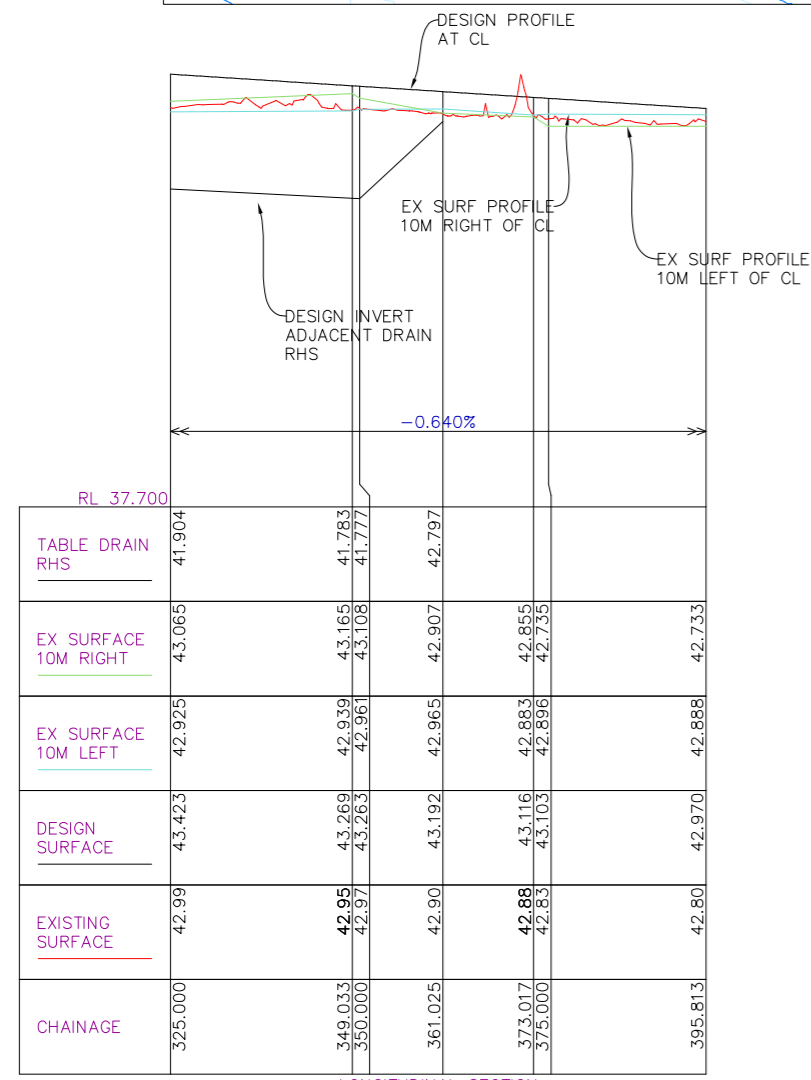 DESIGN PROFILE
AT CL
EX SURF PROFILE
10M RIGHT OF CL
EX SURF PROFILE
10M LEFT OF CL
DESIGN INVERT
ADJACENT DRAIN
RHS
-0.640%
RL 37.700
TABLE DRAIN
RHS
41.904 41.783 41.777 42.797
EX SURFACE
10M RIGHT
43.065 43.165 43.108 42.907 42.855 42.735 42.733
EX SURFACE
10M LEFT
42.925 42.939 42.961 42.965 42.883 42.896 42.888
DESIGN
SURFACE
43.423 43.269 43.263 43.192 43.116 43.103 42.970
EXISTING
SURFACE
42.99 42.95 42.97 42.90 42.88 42.83 42.80
CHAINAGE
325.000 349.033 350.000 361.025 373.017 375.000 395.813